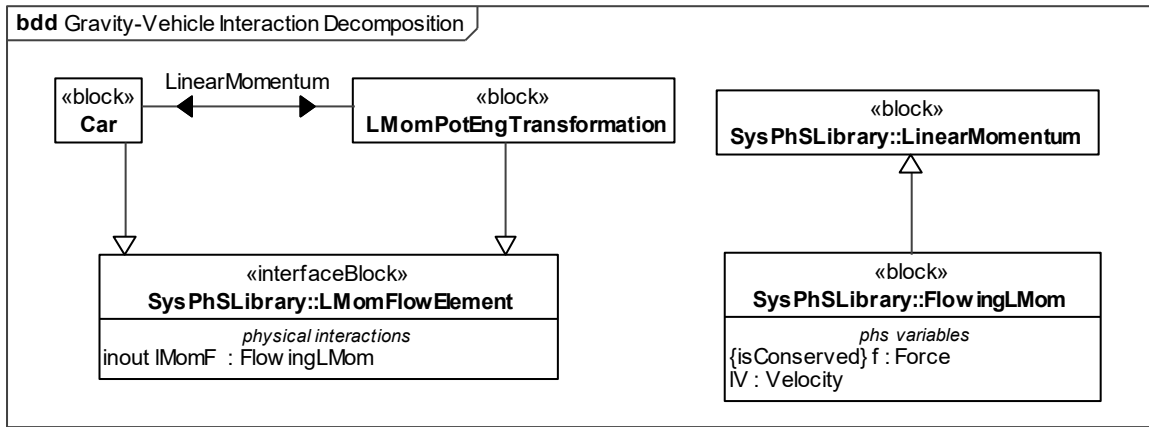 bdd Gravity-Vehicle Interaction Decomposition
LinearMomentum
«block»
Car
«block»
LMomPotEngTransformation
«block»
SysPhSLibrary::LinearMomentum
«interfaceBlock»
SysPhSLibrary::LMomFlowElement
physical interactions
inout lMomF : FlowingLMom
«block»
SysPhSLibrary::FlowingLMom
phs variables
{isConserved} f : Force
lV : Velocity